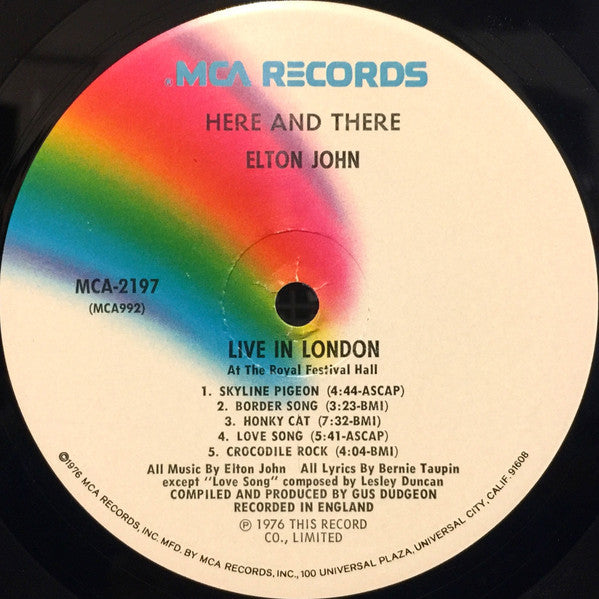 ®MCA RECORDS
HERE AND THERE
ELTON JOHN
MCA-2197
(MCA992)
LIVE IN LONDON
At The Royal Festival Hall
1. SKYLINE PIGEON (4:44-ASCAP)
2. BORDER SONG (3:23-BMI)
3. HONKY CAT (7:32-BMI)
4. LOVE SONG (5:41-ASCAP)
5. CROCODILE ROCK (4:04-BMI)
All Music By Elton John All Lyrics By Bernie Taupin
except "Love Song" composed by Lesley Duncan
COMPILED AND PRODUCED BY GUS DUDGEON
RECORDED IN ENGLAND
℗ 1976 THIS RECORD
CO., LIMITED
©1976 MCA RECORDS, INC. MFD. BY MCA RECORDS, INC., 100 UNIVERSAL PLAZA, UNIVERSAL CITY, CALIF. 91608